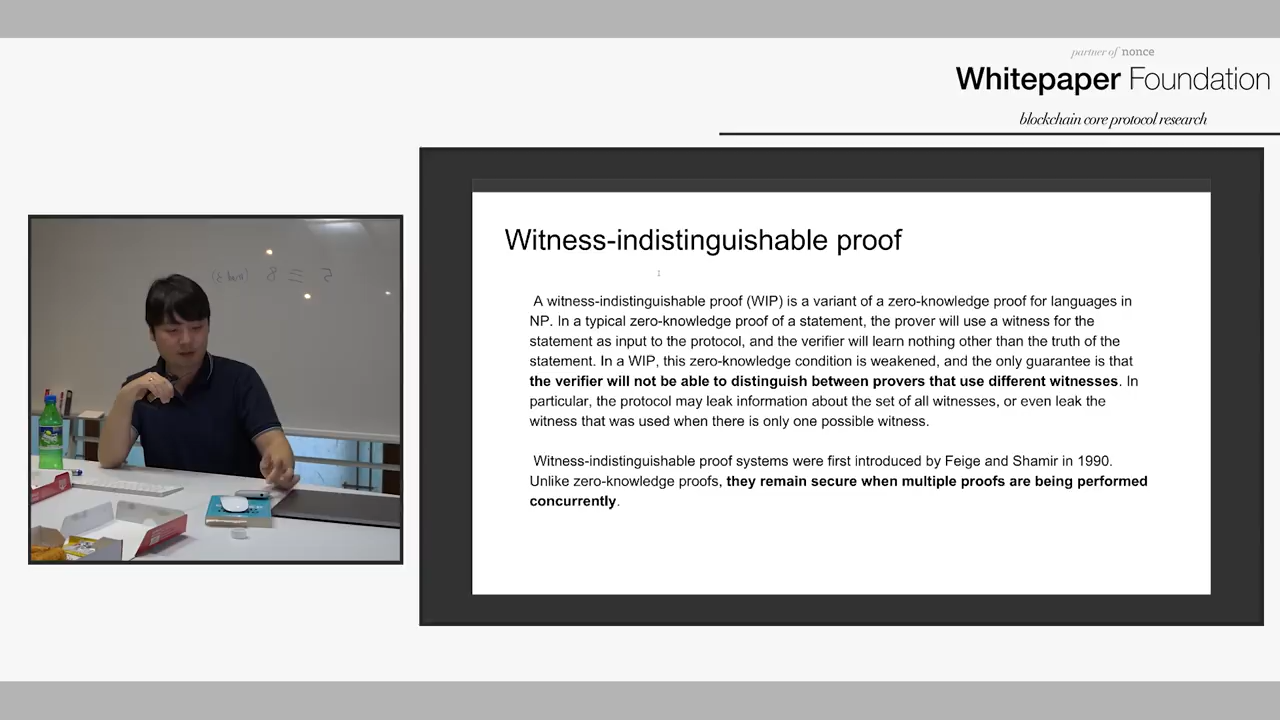 partner of nonce
Whitepaper Foundation
blockchain core protocol research
Witness-indistinguishable proof
A witness-indistinguishable proof (WIP) is a variant of a zero-knowledge proof for languages in
NP. In a typical zero-knowledge proof of a statement, the prover will use a witness for the
statement as input to the protocol, and the verifier will learn nothing other than the truth of the
statement. In a WIP, this zero-knowledge condition is weakened, and the only guarantee is that
the verifier will not be able to distinguish between provers that use different witnesses. In
particular, the protocol may leak information about the set of all witnesses, or even leak the
witness that was used when there is only one possible witness.
Witness-indistinguishable proof systems were first introduced by Feige and Shamir in 1990.
Unlike zero-knowledge proofs, they remain secure when multiple proofs are being performed
concurrently.